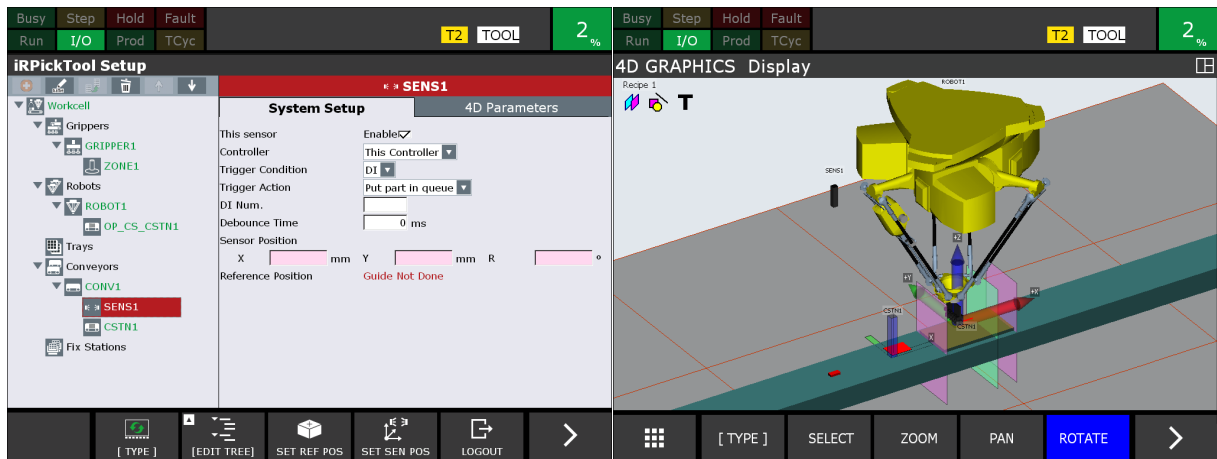 Busy Step Hold Fault
Run I/O Prod TCyc
T2 TOOL
2 %
iRPickTool Setup
SENS1
System Setup 4D Parameters
Workcell
Grippers
GRIPPER1
ZONE1
Robots
ROBOT1
OP_CS_CSTN1
Trays
Conveyors
CONV1
SENS1
CSTN1
Fix Stations
This sensor Enable
Controller This Controller
Trigger Condition DI
Trigger Action Put part in queue
DI Num.
Debounce Time 0 ms
Sensor Position
X mm Y mm R °
Reference Position Guide Not Done
[ TYPE ] [EDIT TREE] SET REF POS SET SEN POS LOGOUT >
Busy Step Hold Fault
Run I/O Prod TCyc
T2 TOOL
2 %
4D GRAPHICS Display
Recipe 1
T
ROBOT1
SENS1
+Z
+Y
+X
CSTN1
CSTN1
X
[ TYPE ] SELECT ZOOM PAN ROTATE >